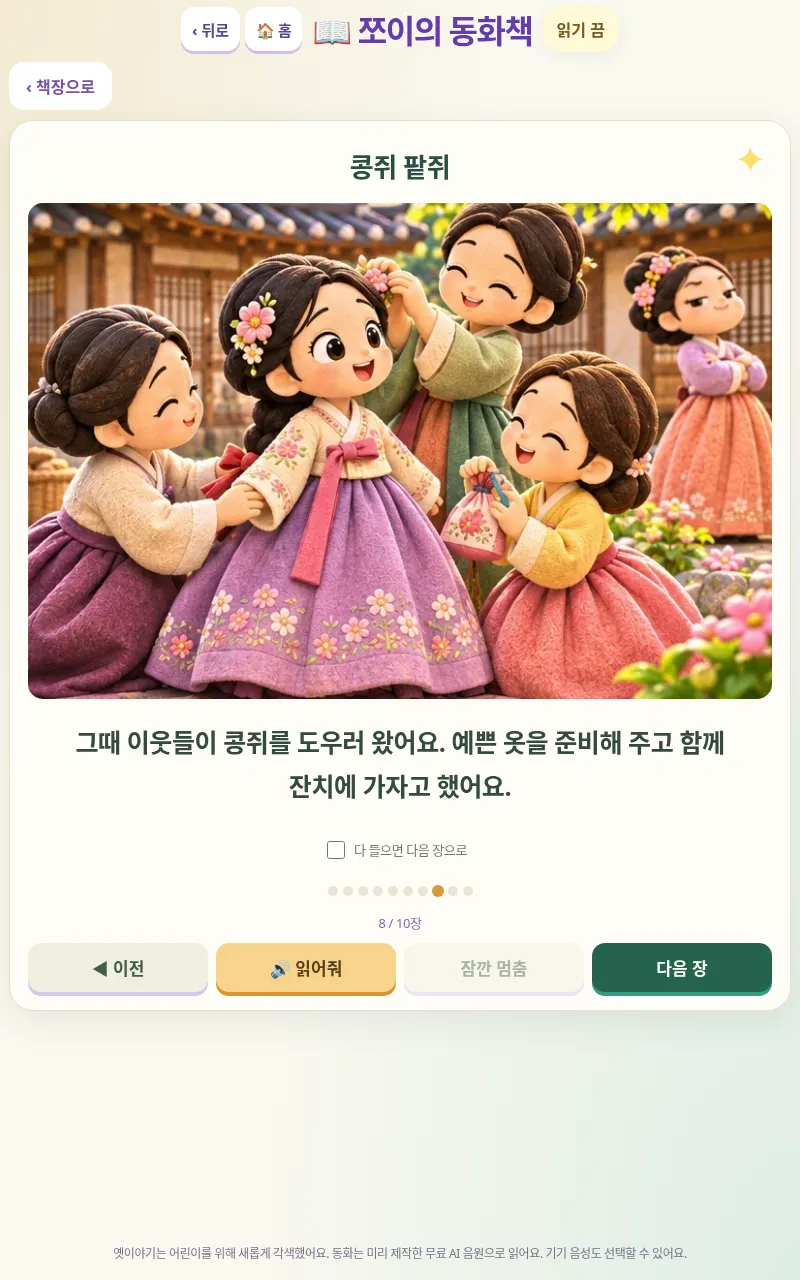 ‹ 뒤로
🏠 홈
📖 쪼이의 동화책
읽기 끝
‹ 책장으로
콩쥐 팥쥐
그때 이웃들이 콩쥐를 도우러 왔어요. 예쁜 옷을 준비해 주고 함께
잔치에 가자고 했어요.
다 들으면 다음 장으로
8 / 10장
◀ 이전
🔊 읽어줘
잠깐 멈춤
다음 장
옛이야기는 어린이를 위해 새롭게 각색했어요. 동화는 미리 제작한 무료 AI 음원으로 읽어요. 기기 음성도 선택할 수 있어요.